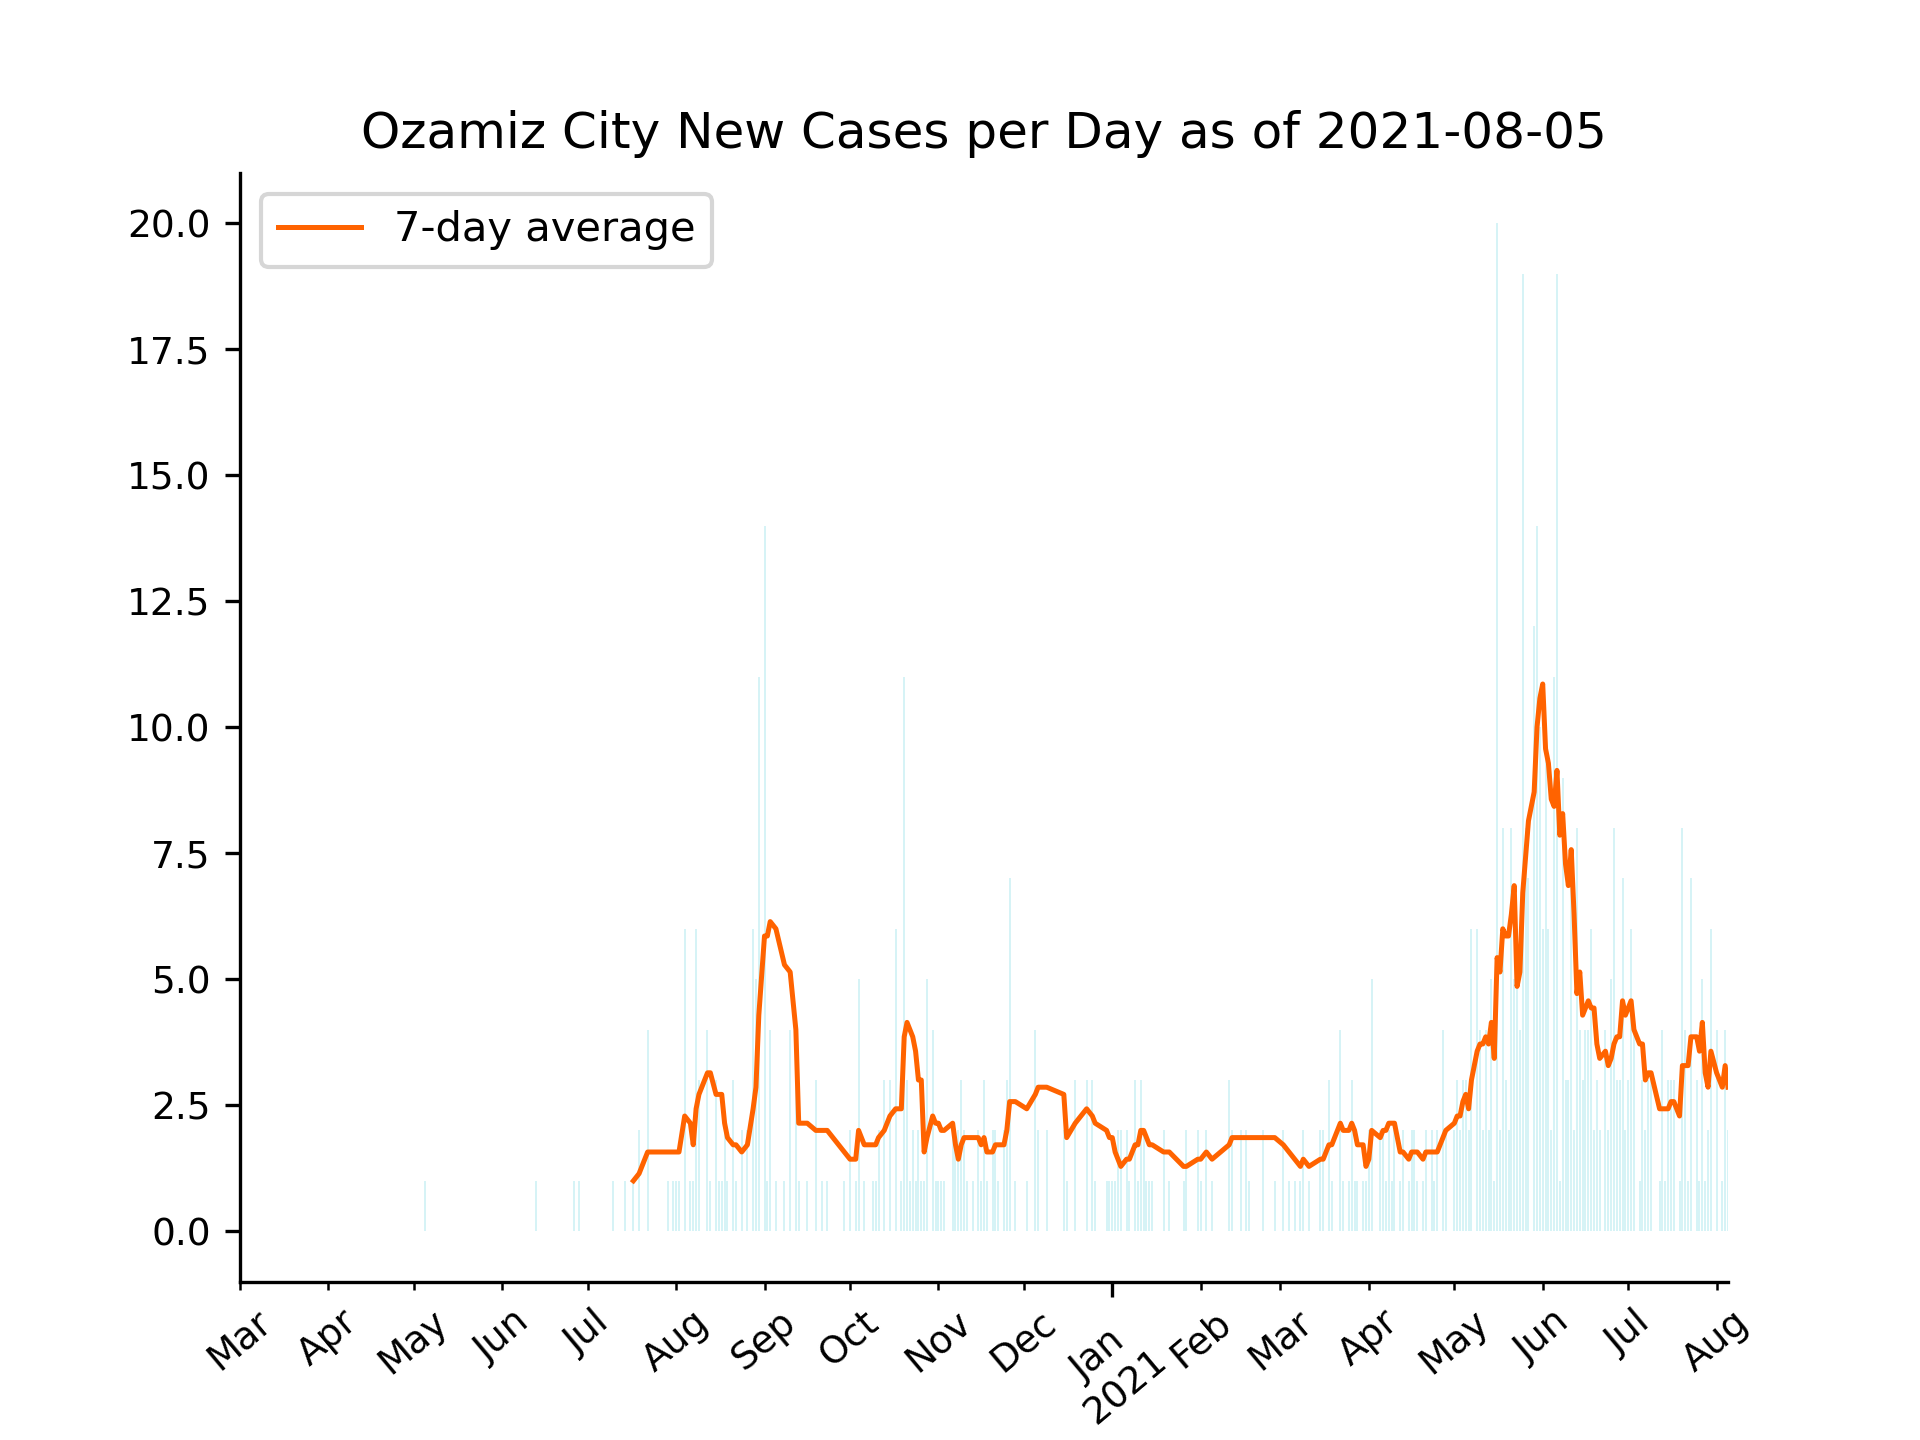 Ozamiz City New Cases per Day as of 2021-08-05
7-day average
20.0
17.5
15.0
12.5
10.0
7.5
5.0
2.5
0.0
Mar
Apr
May
Jun
Jul
Aug
Sep
Oct
Nov
Dec
Jan
2021
Feb
Mar
Apr
May
Jun
Jul
Aug